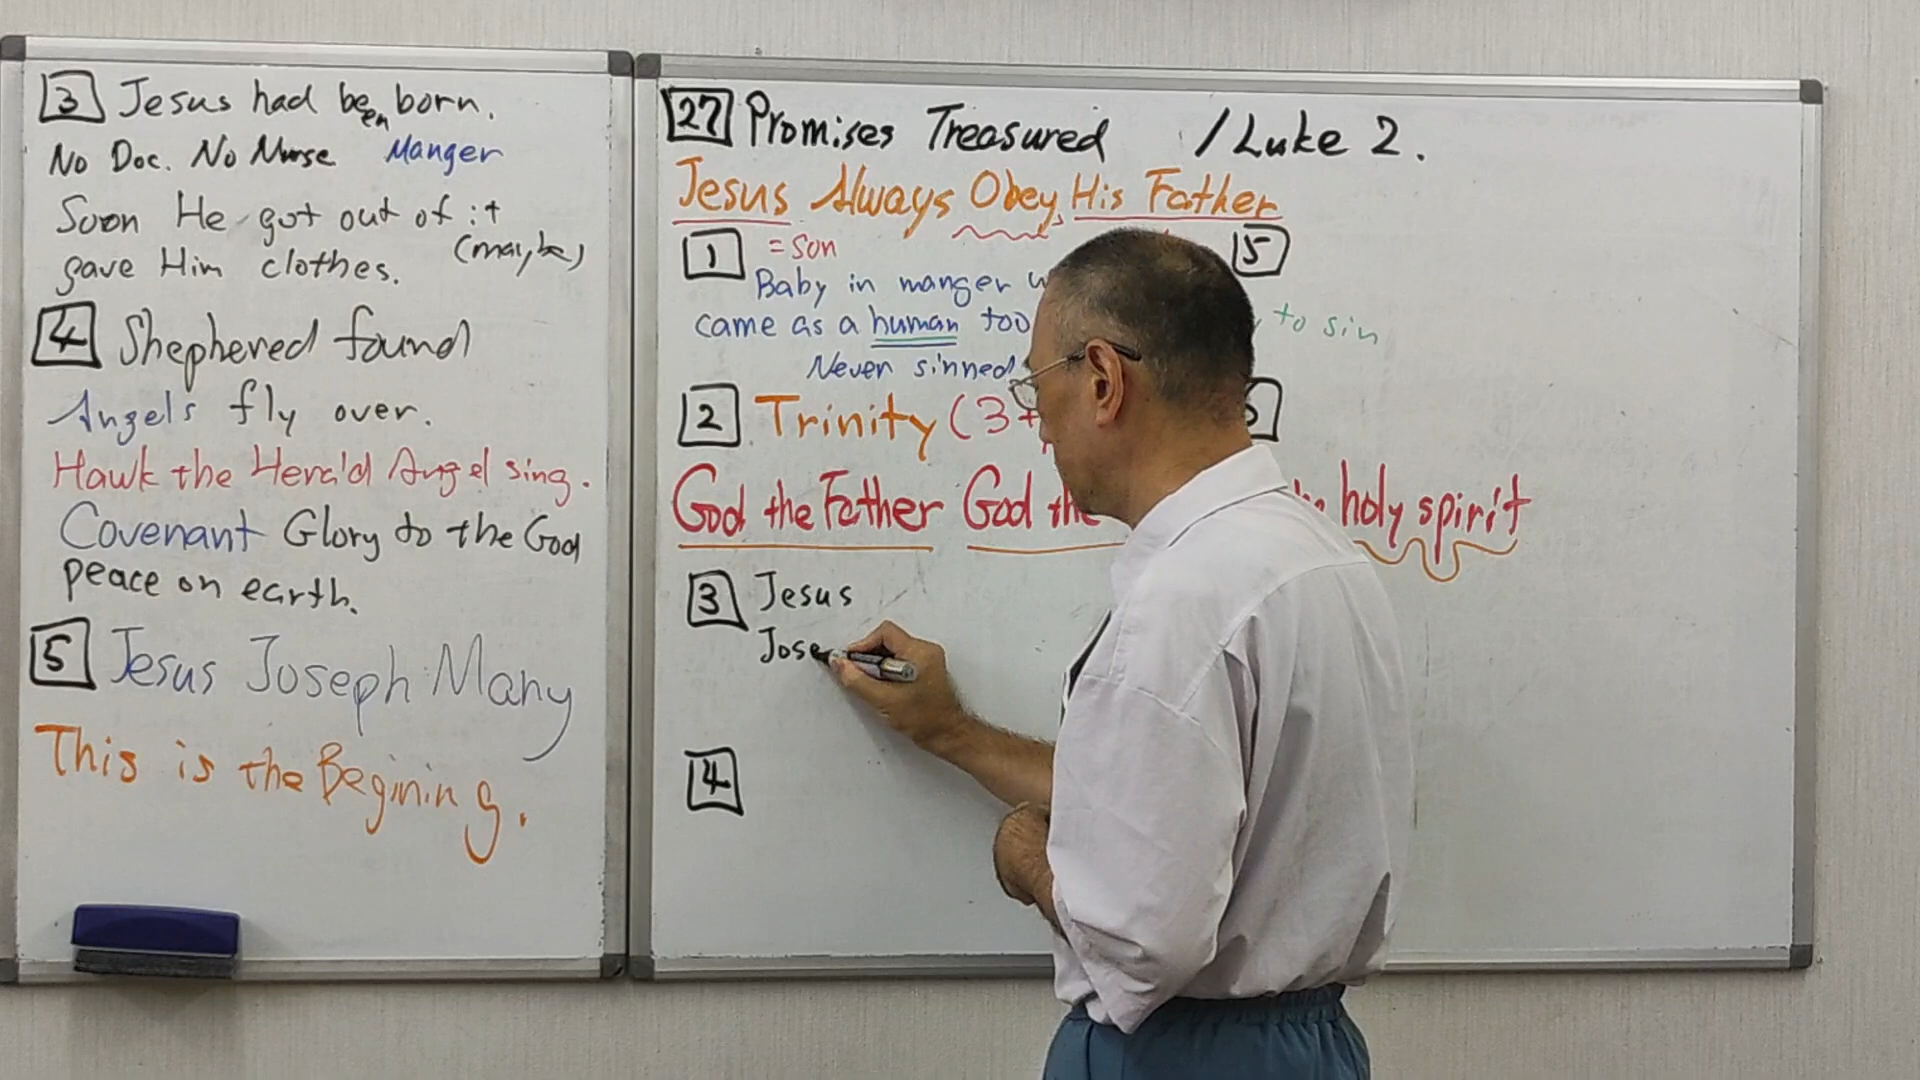 3 Jesus had been born.
No Doc. No Nurse Manger
Soon He got out of it
(maybe)
gave Him clothes.
4 Shephered found
Angels fly over.
Hawk the Herald Angel sing.
Covenant Glory to the God
peace on earth.
5 Jesus Joseph Many
This is the Begining.
27 Promises Treasured / Luke 2.
Jesus Always Obey His Father
= Son
1 5
Baby in manger
came as a human too to sin
Never sinned
2 Trinity (3
God the Father God the holy spirit
3 Jesus
Jose
4